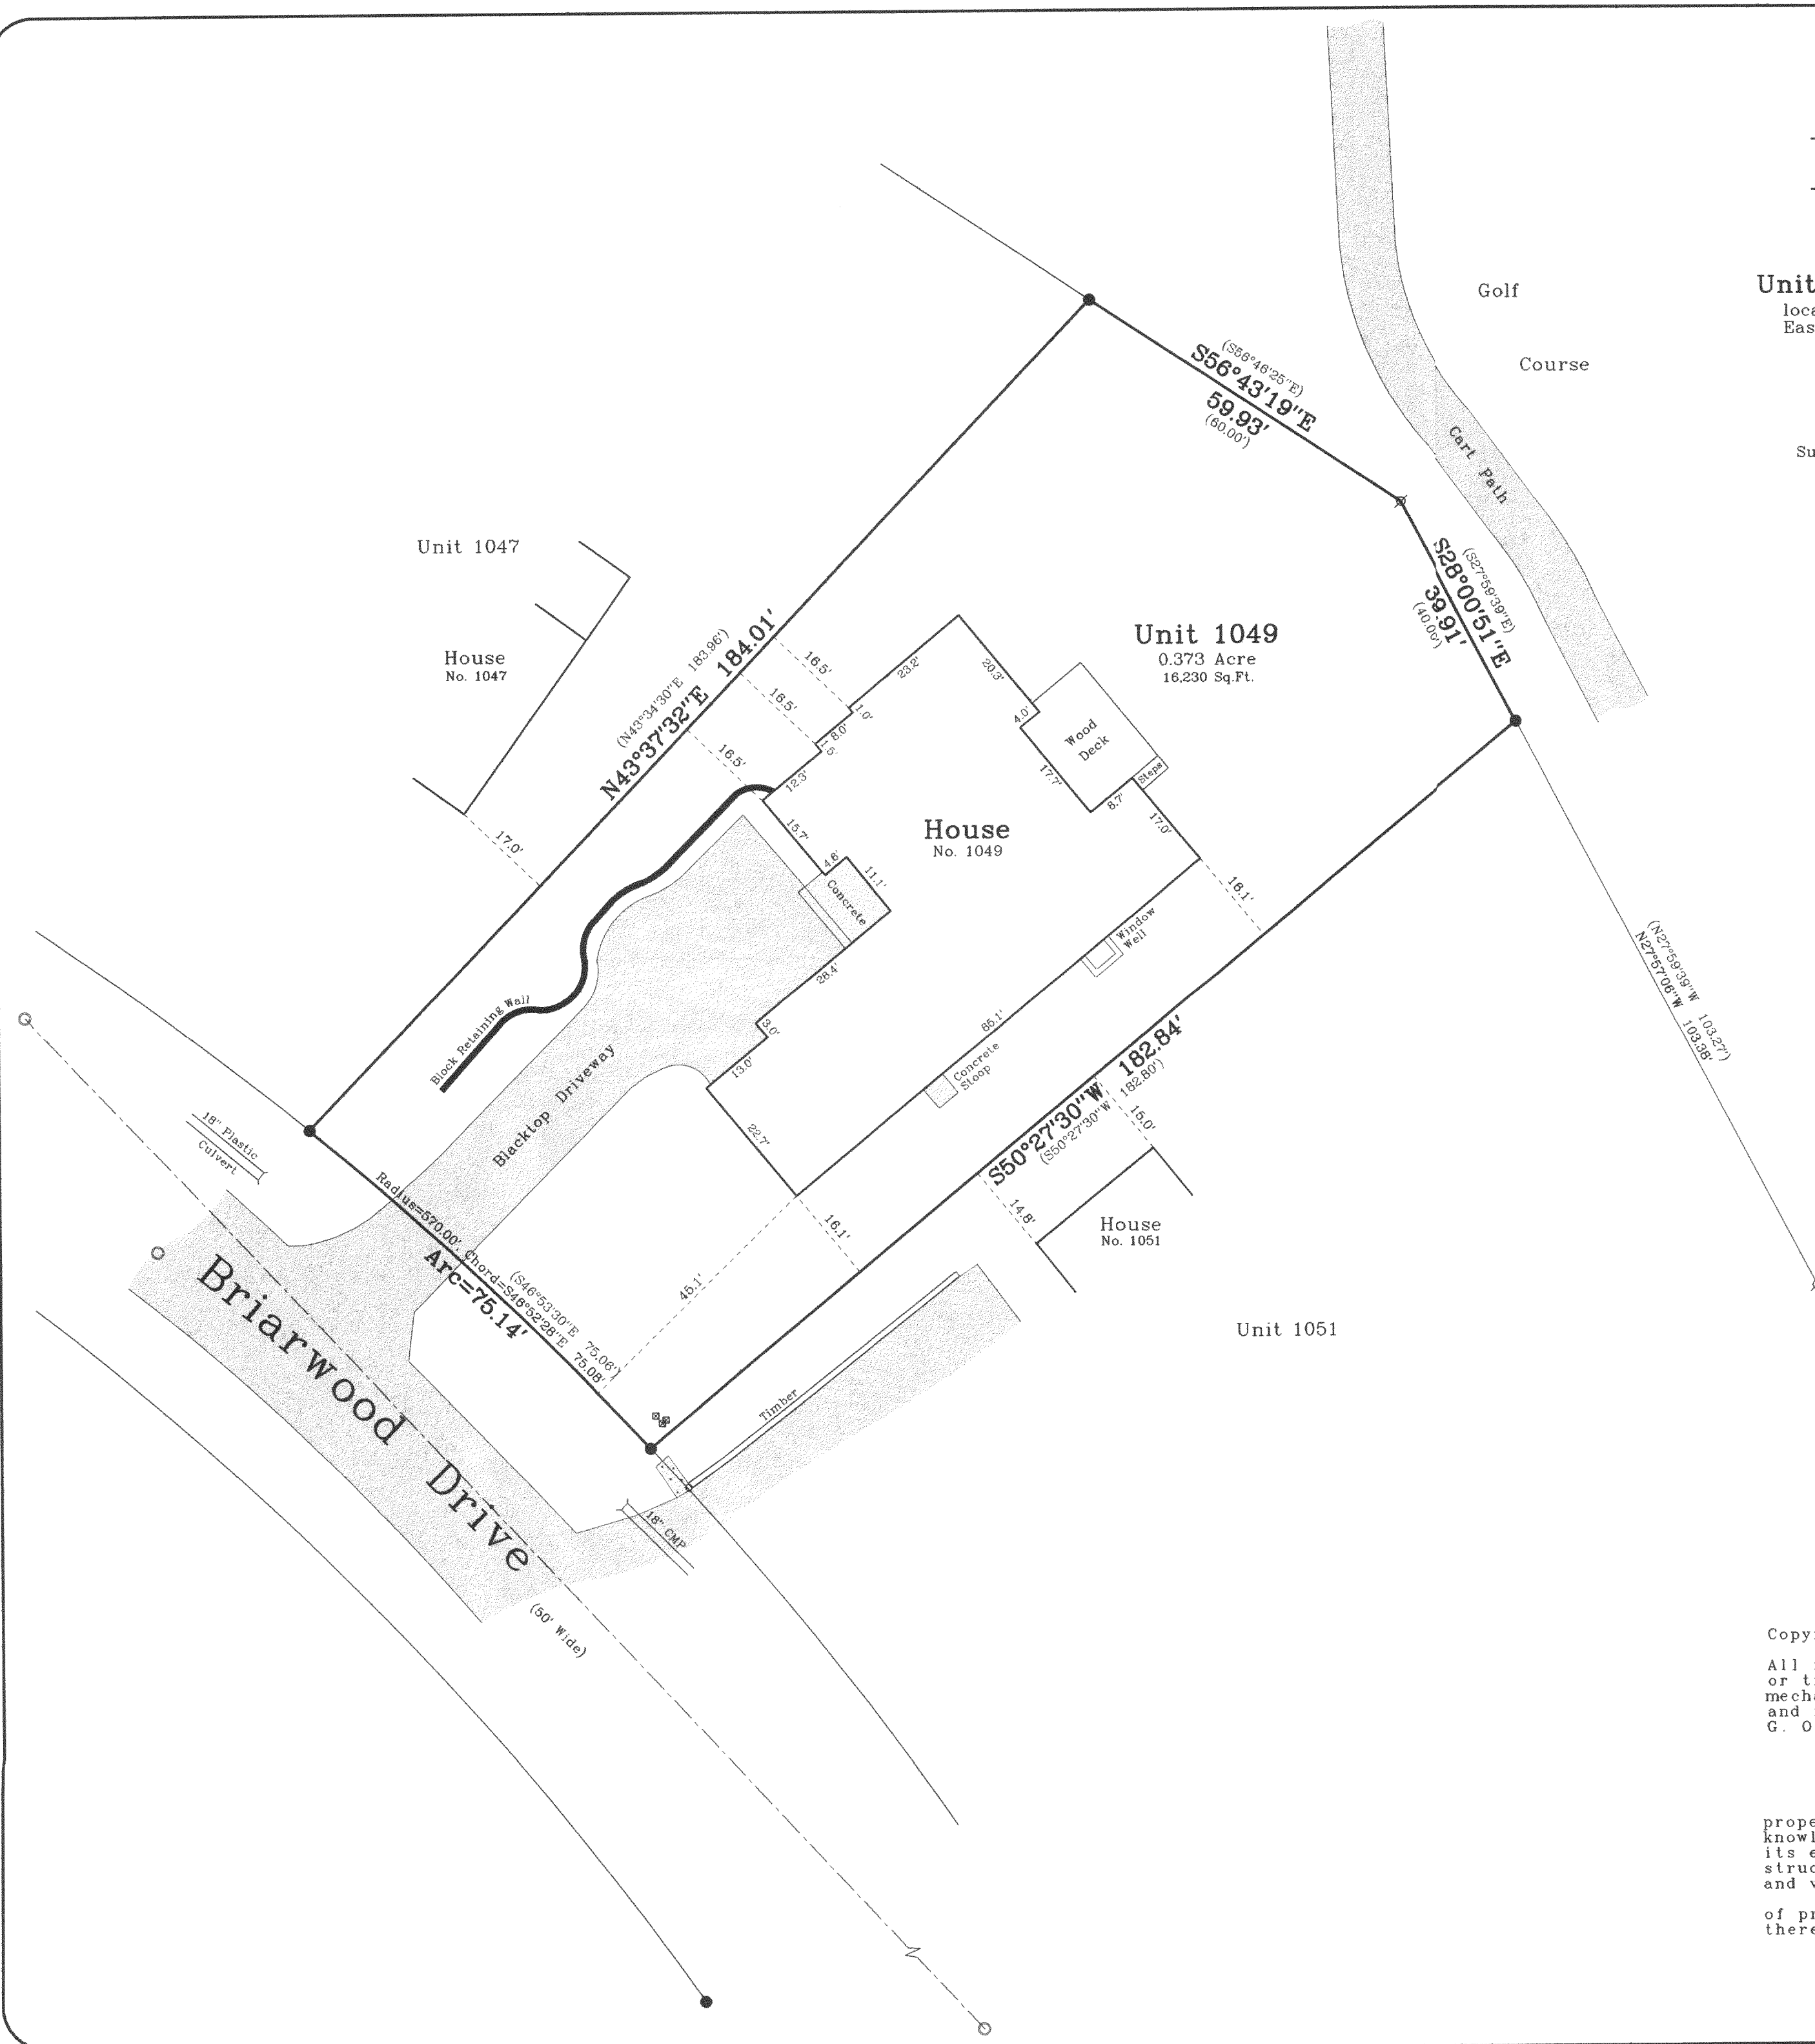 Golf
Course
Cart Path
(S56°46'25"E)
S56°43'19"E
59.93'
(60.00')
(S27°59'39"E)
S28°00'51"E
39.91'
Unit 1047
House
No. 1047
17.0'
(N43°34'30"E 183.96')
N43°37'32"E 184.01'
16.5'
16.5'
16.5'
Unit 1049
0.373 Acre
16,230 Sq.Ft.
23.2'
20.3'
1.0'
8.0'
1.5'
12.3'
15.7'
4.6'
11.1'
4.0'
Wood
Deck
17.7'
8.7'
Steps
17.0'
House
No. 1049
Concrete
28.4'
3.0'
13.0'
22.7'
18.1'
Window
Well
85.1'
Concrete
Stoop
16.1'
45.1'
Block Retaining Wall
Blacktop Driveway
S50°27'30"W 182.84'
(S50°27'30"W 182.80')
15.0'
14.8'
House
No. 1051
Unit 1051
(N27°59'39"W 103.27')
N27°57'06"W 103.38'
18" Plastic
Culvert
(S46°53'30"E 75.06')
Radius=570.00', Chord=S46°52'28"E 75.08'
Arc=75.14'
Timber
18" CMP
Briarwood Drive
(50' Wide)
Unit
loca
Eas
Su
Copy
All
or t
mech
and
G. O
prope
knowl
its e
struc
and v
of pr
there